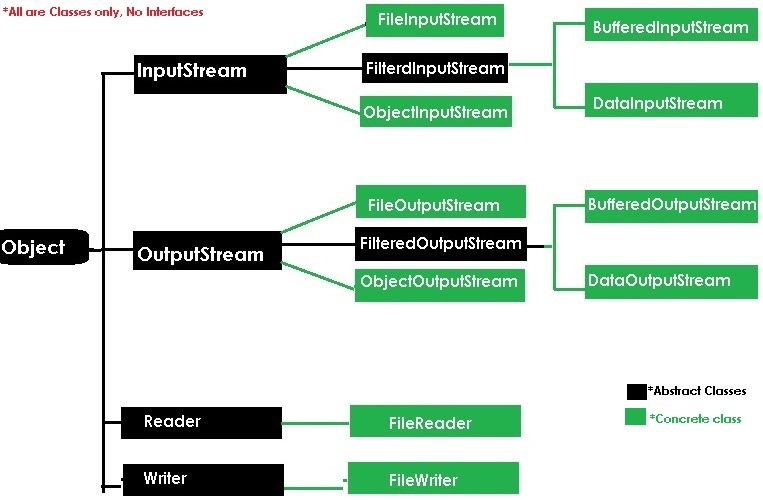 *All are Classes only, No Interfaces
FileInputStream
BufferedInputStream
InputStream
FilterdInputStream
DataInputStream
ObjectInputStream
FileOutputStream
BufferedOutputStream
Object
OutputStream
FilteredOutputStream
ObjectOutputStream
DataOutputStream
*Abstract Classes
*Concrete class
Reader
FileReader
Writer
FileWriter